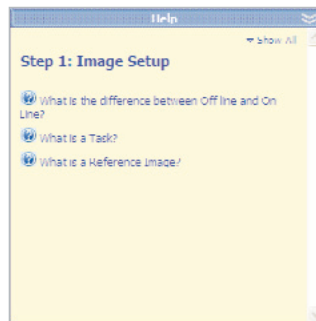 Help
Show All
Step 1: Image Setup
What is the difference between Off line and On
Line?
What is a Task?
What is a Reference Image?